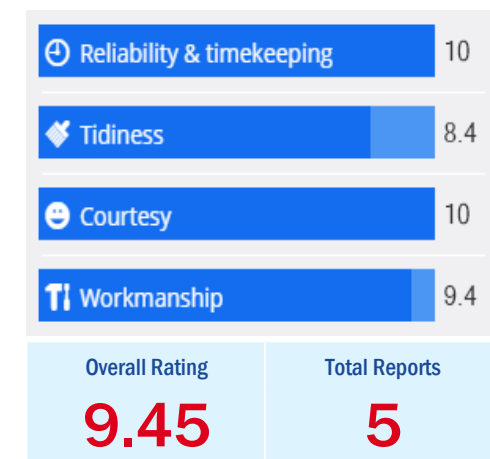 Reliability & timekeeping 10
Tidiness 8.4
Courtesy 10
Workmanship 9.4
Overall Rating Total Reports
9.45 5